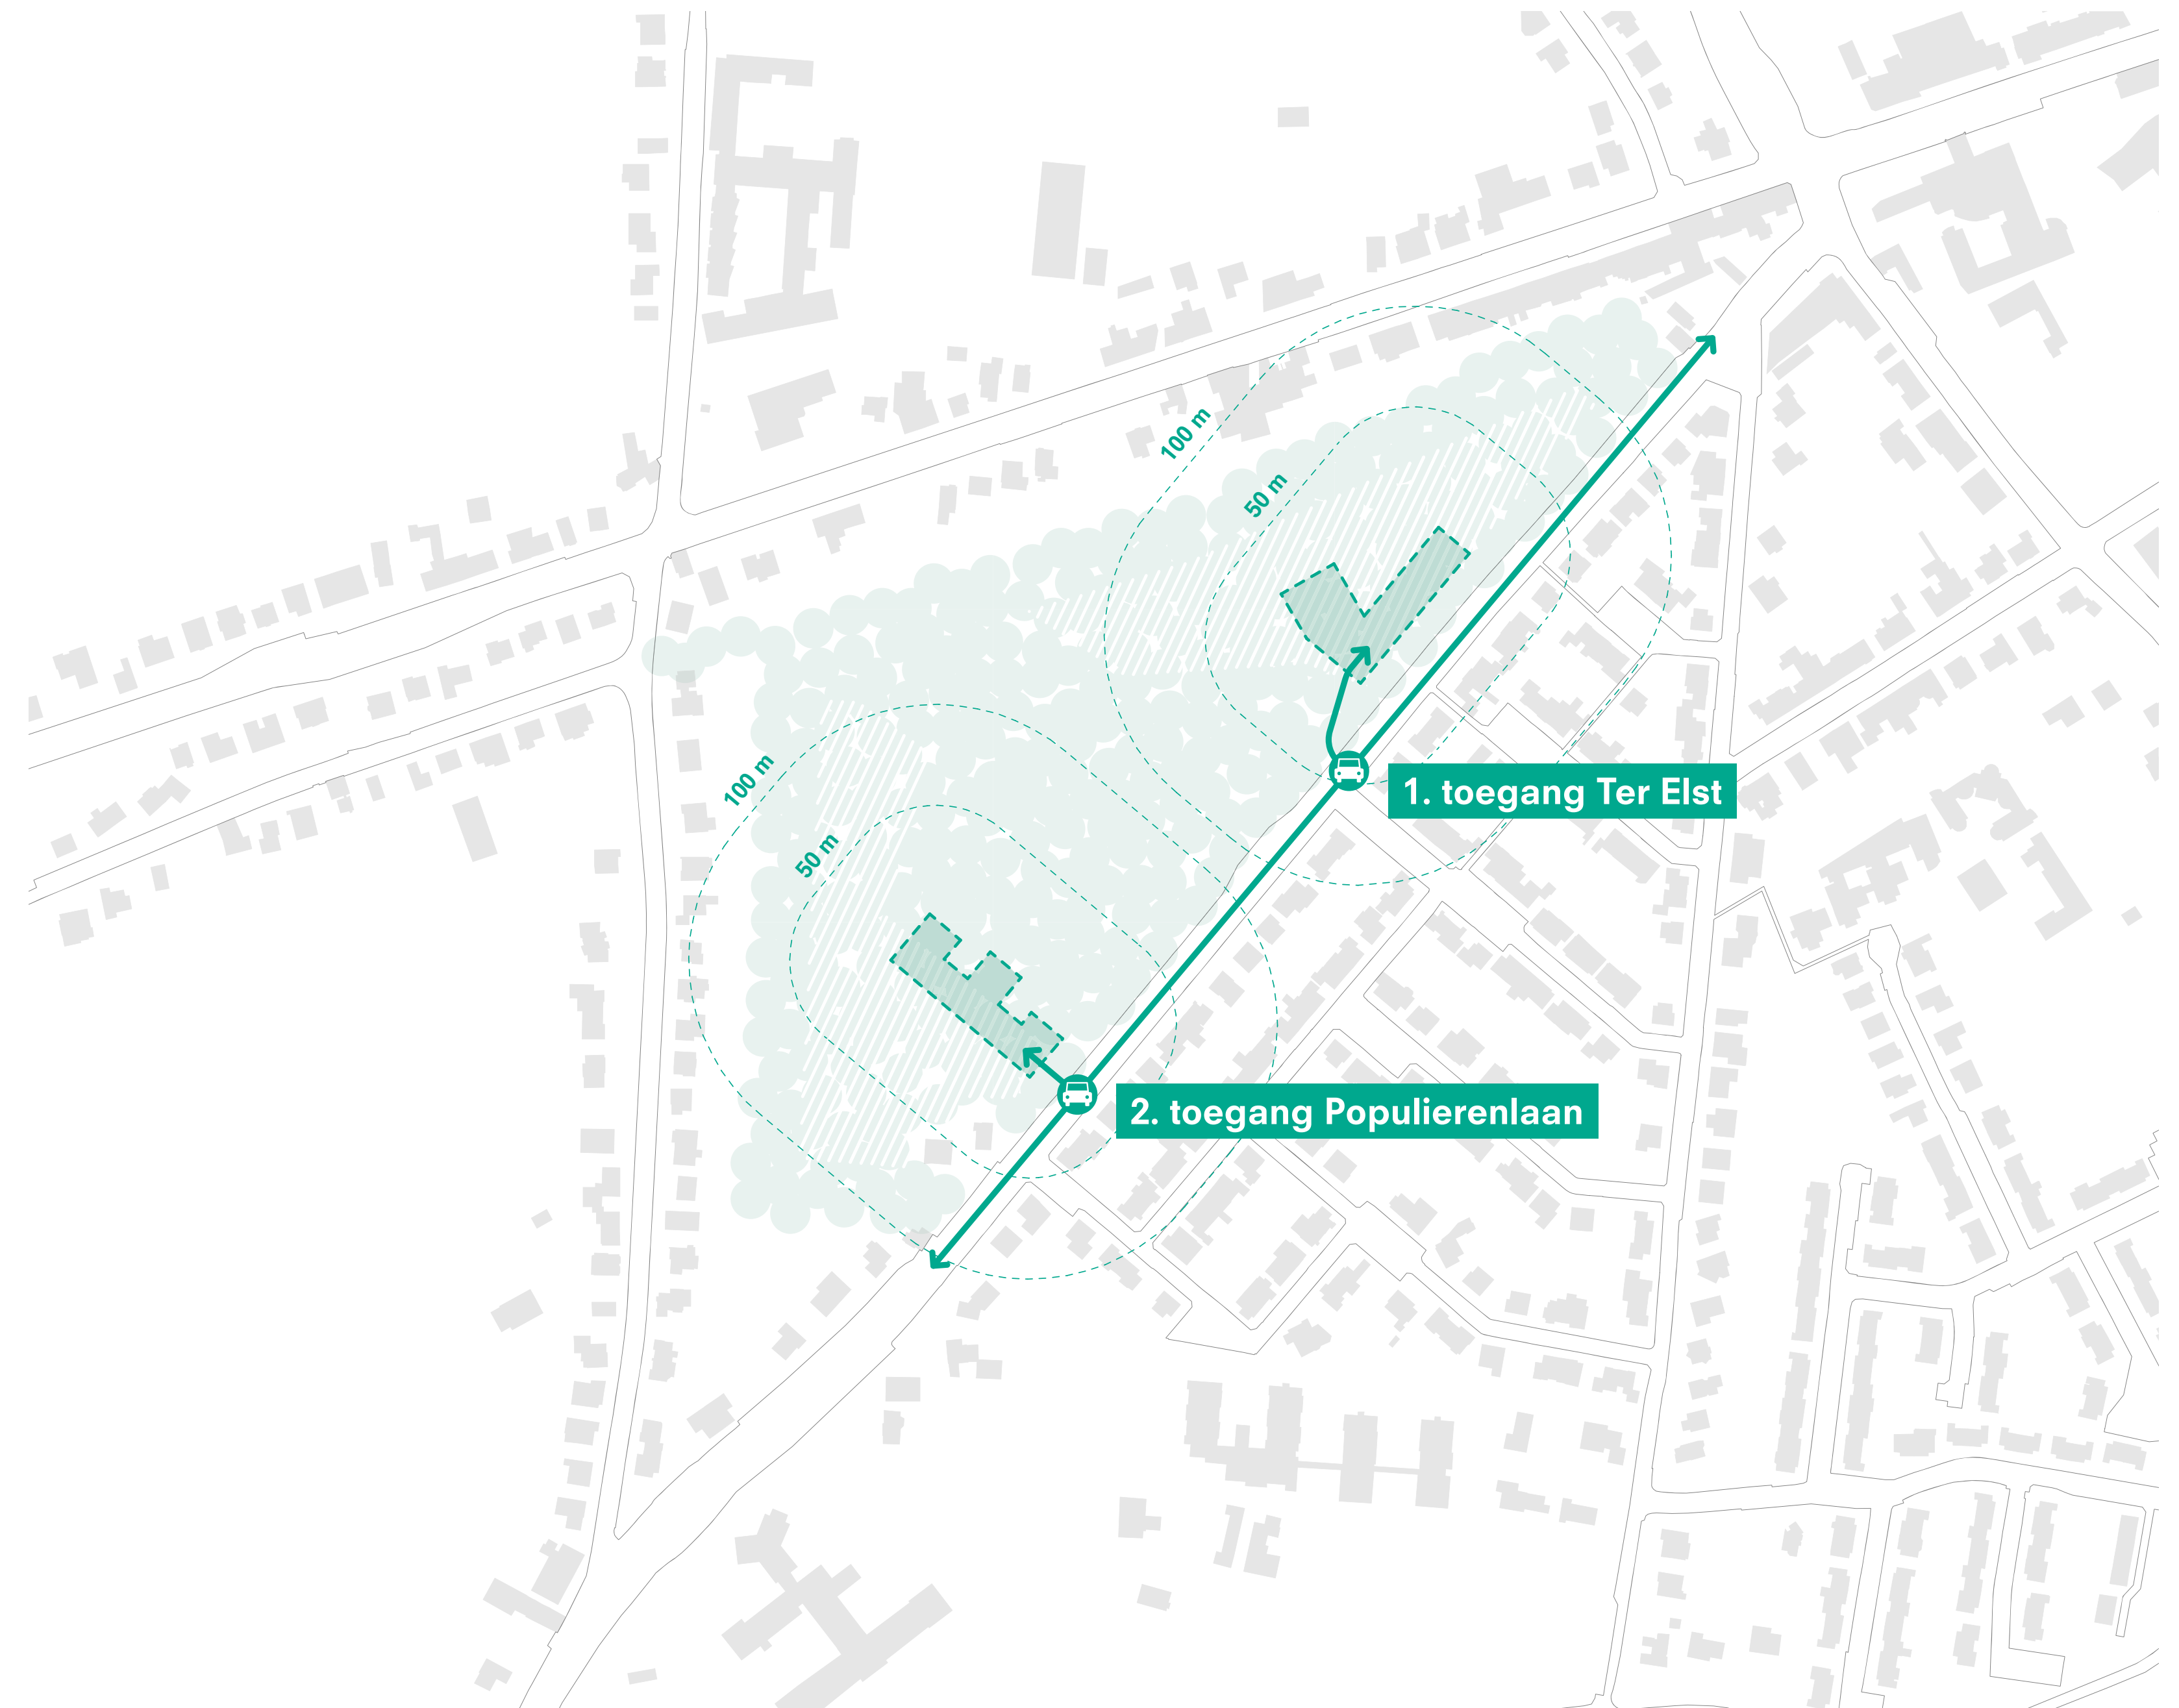 100 m
50 m
100 m
1. toegang Ter Elst
50 m
2. toegang Populierenlaan